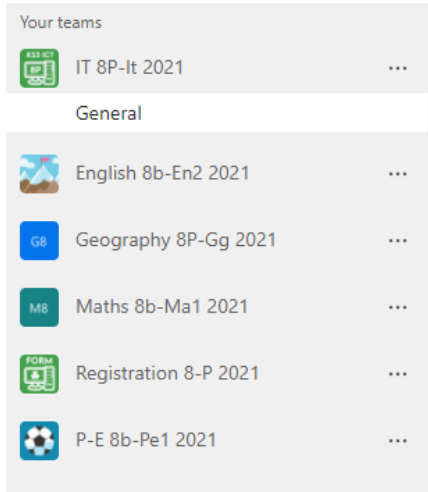 Your teams
KS3 ICT
8P
IT 8P-It 2021
General
English 8b-En2 2021
G8
Geography 8P-Gg 2021
M8
Maths 8b-Ma1 2021
FORM
Registration 8-P 2021
P-E 8b-Pe1 2021